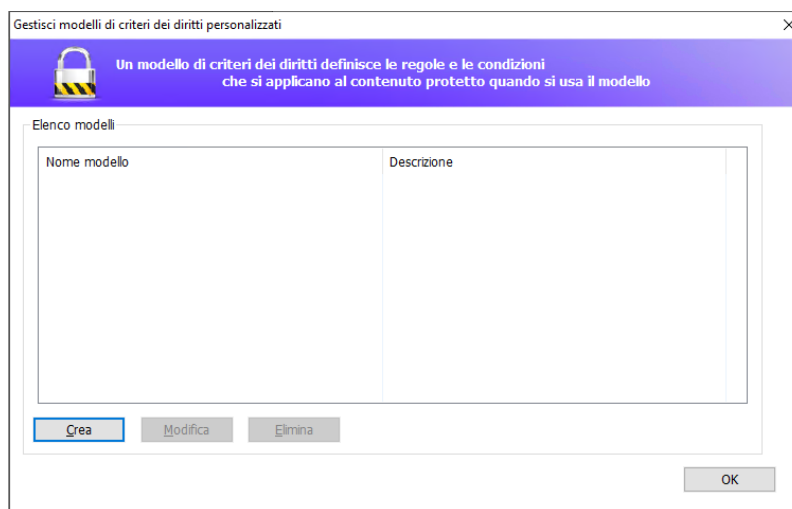 Gestisci modelli di criteri dei diritti personalizzati
Un modello di criteri dei diritti definisce le regole e le condizioni
che si applicano al contenuto protetto quando si usa il modello
Elenco modelli
Nome modello Descrizione
Crea Modifica Elimina
OK